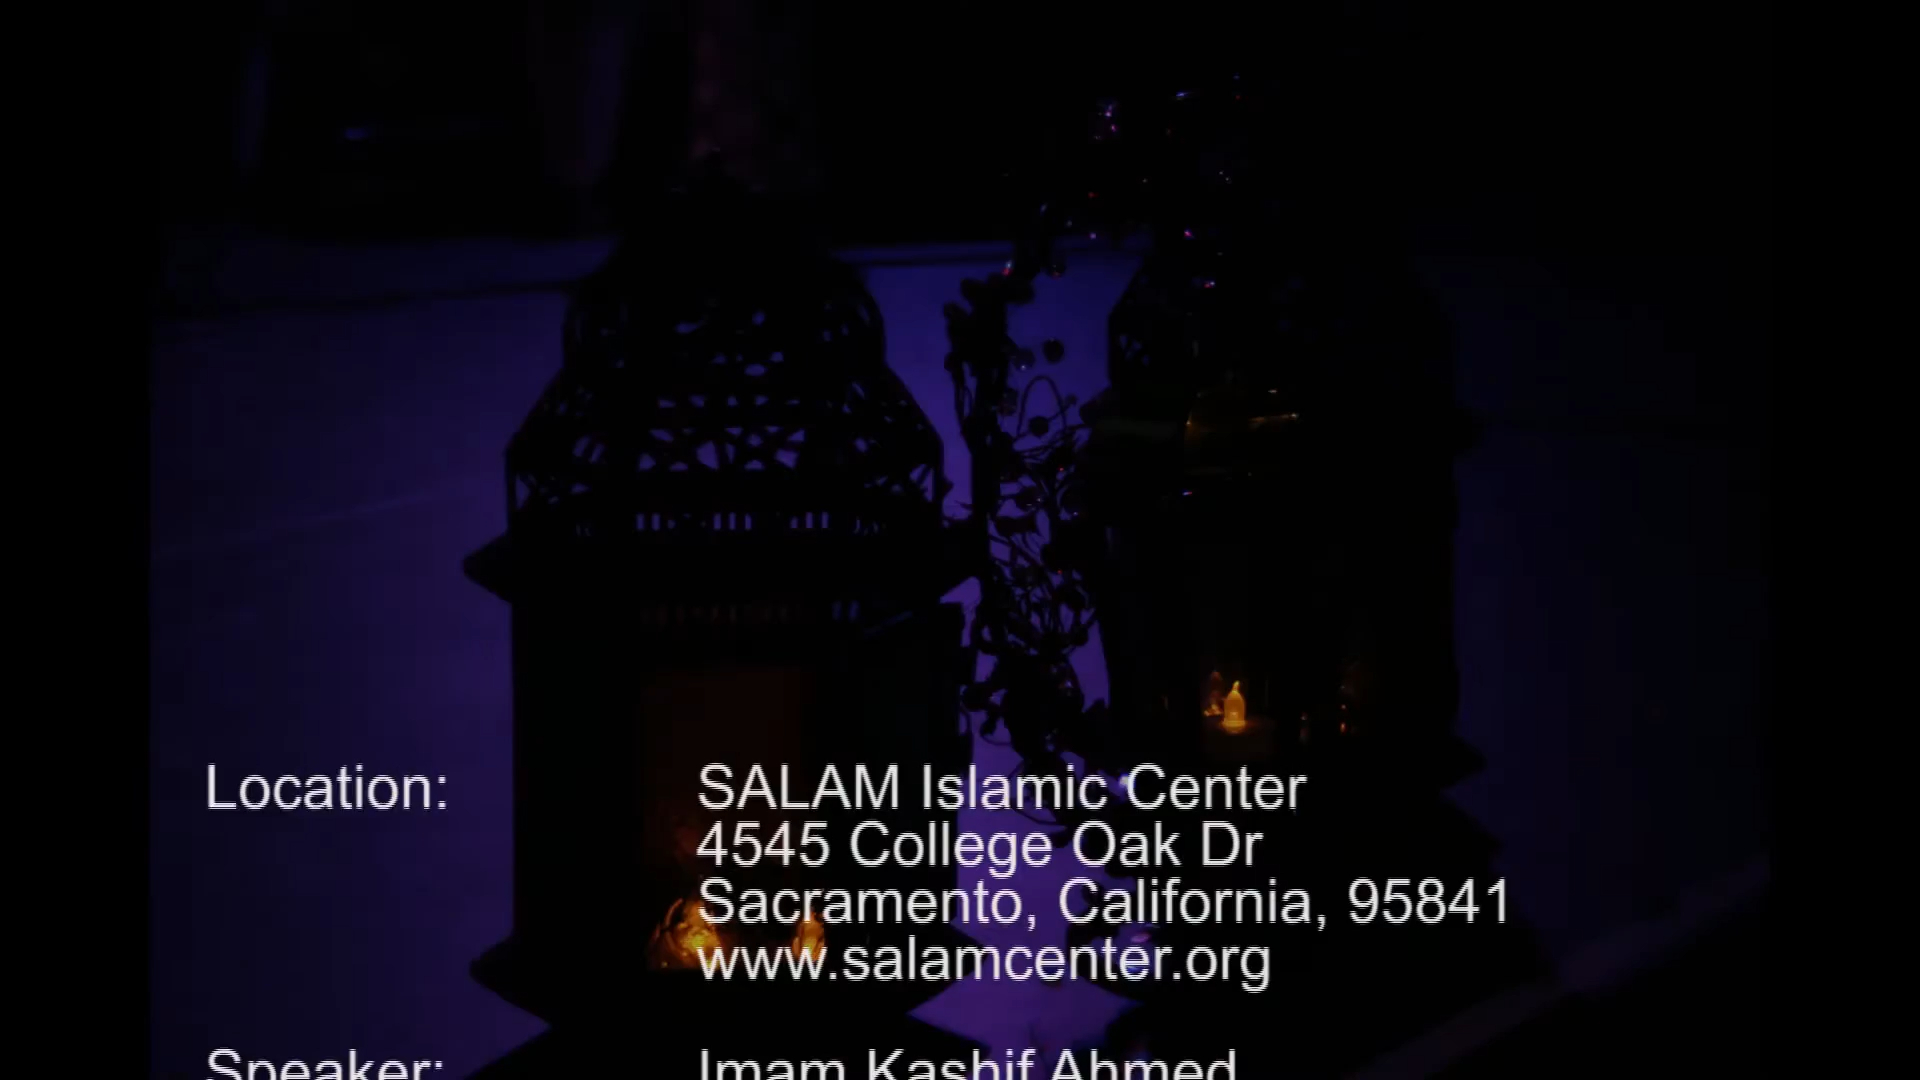 Location: SALAM Islamic Center
4545 College Oak Dr
Sacramento, California, 95841
www.salamcenter.org
Speaker: Imam Kashif Ahmed